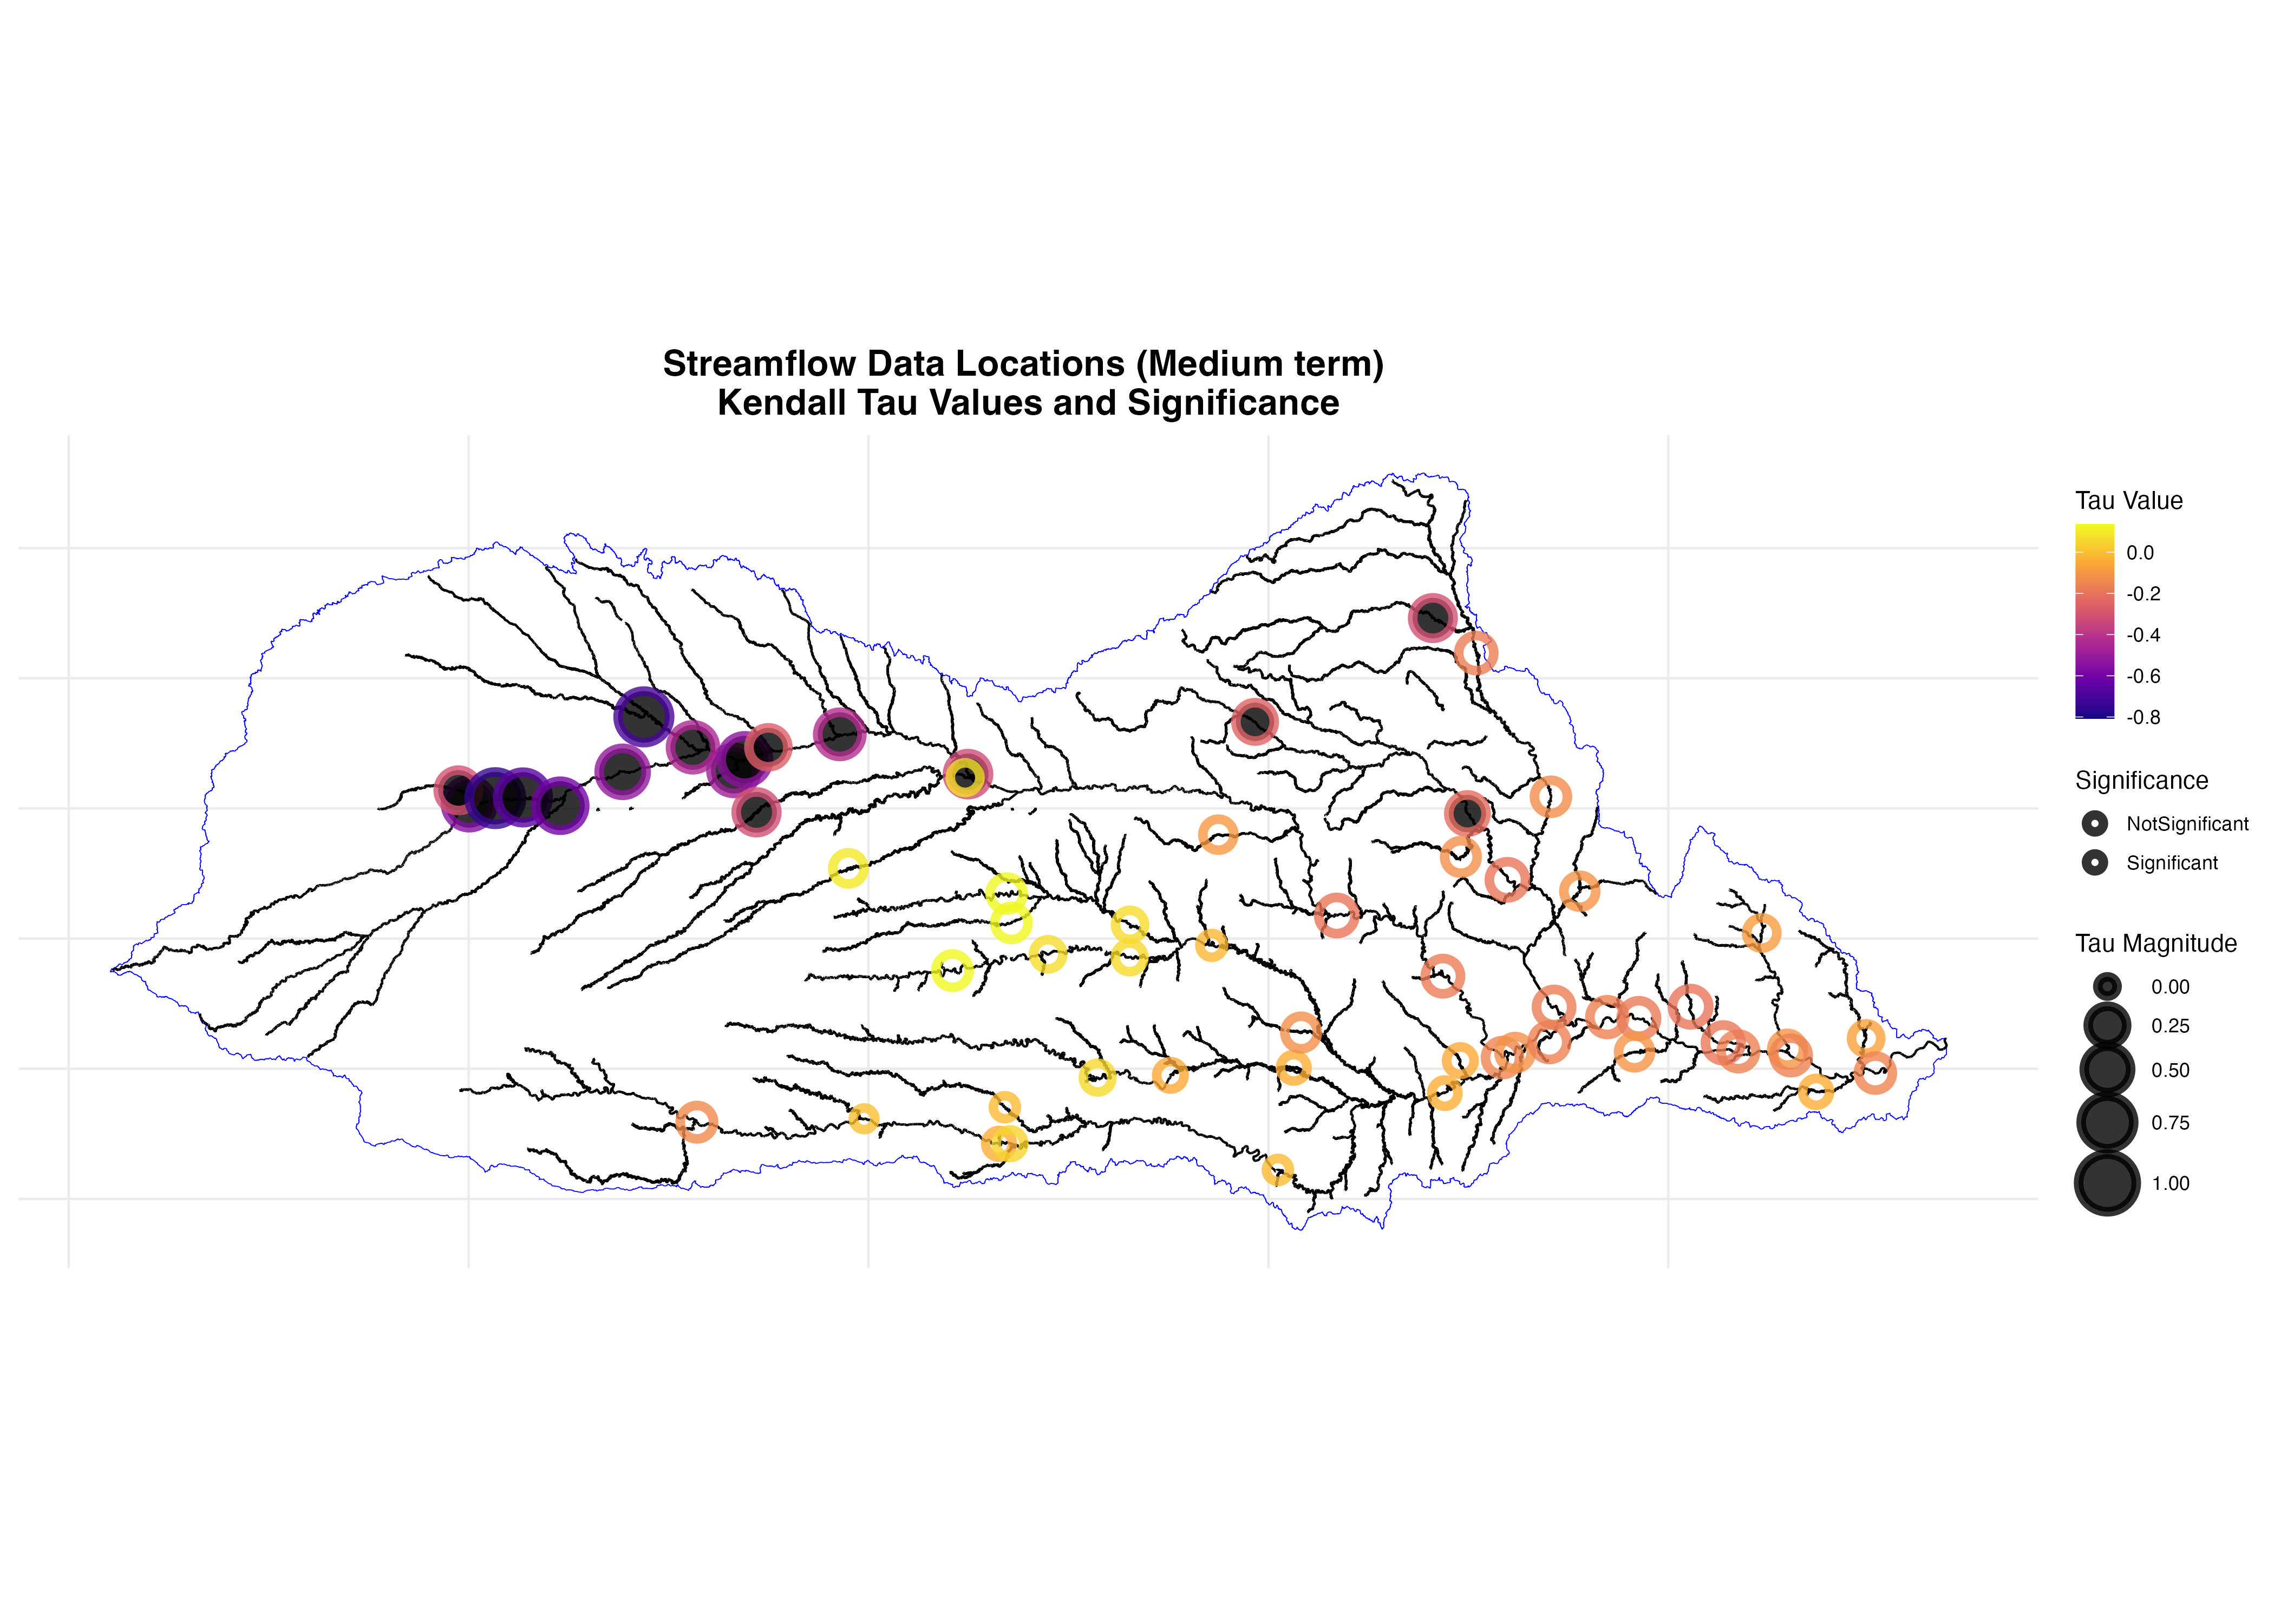 Streamflow Data Locations (Medium term)
Kendall Tau Values and Significance
Tau Value
0.0
-0.2
-0.4
-0.6
-0.8
Significance
NotSignificant
Significant
Tau Magnitude
0.00
0.25
0.50
0.75
1.00